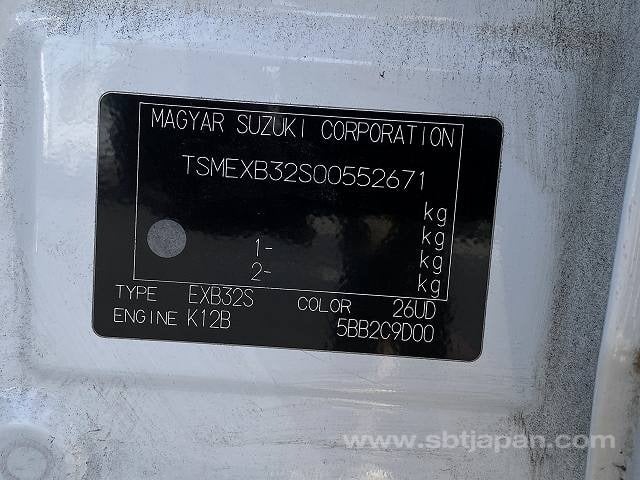 MAGYAR SUZUKI CORPORATION
TSMEXB32S00552671
kg
kg
1- kg
2- kg
TYPE EXB32S COLOR 26UD
ENGINE K12B 5BB2C9D00
www.sbtjapan.com